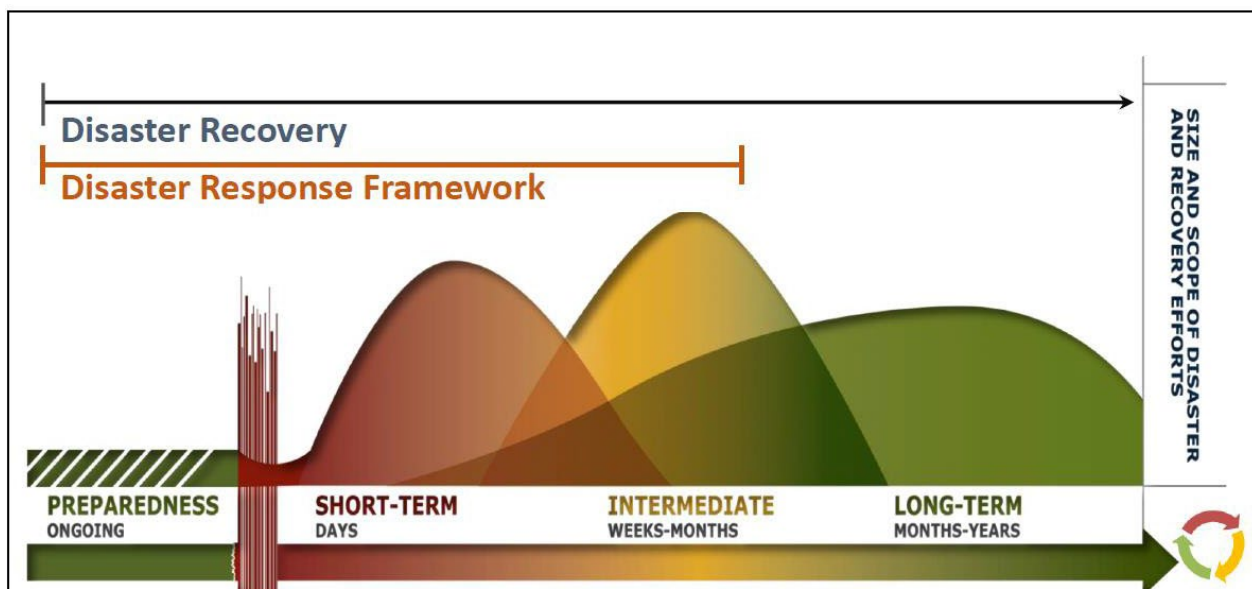 Disaster Recovery
Disaster Response Framework
SIZE AND SCOPE OF DISASTER
AND RECOVERY EFFORTS
PREPAREDNESS
ONGOING
SHORT-TERM
DAYS
INTERMEDIATE
WEEKS-MONTHS
LONG-TERM
MONTHS-YEARS